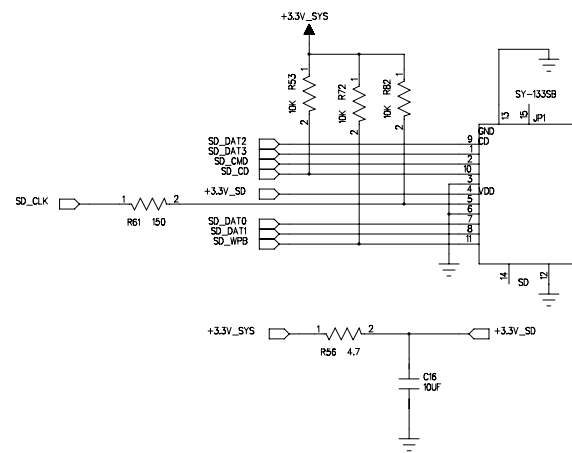 +3.3V_SYS
1 R53 10K 2
1 R72 10K 2
1 R82 10K 2
SY-133SB
13 15 JP1
GND
SD_DAT2 9 CD
SD_DAT3 1
SD_CMD 2
SD_CD 10
3
+3.3V_SD 4 VDD
SD_CLK 1 2 5
R61 150
6
SD_DAT0 7
SD_DAT1 8
SD_WPB 11
14 SD 12
+3.3V_SYS 1 2 +3.3V_SD
R56 4.7
C16
10UF